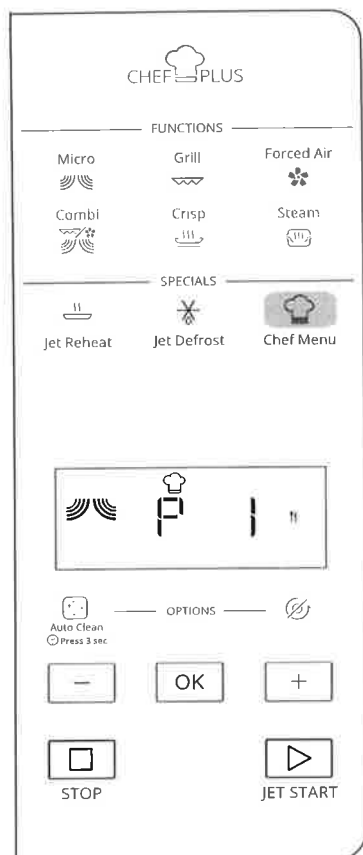 CHEF PLUS
FUNCTIONS
Micro Grill Forced Air
Combi Crisp Steam
SPECIALS
Jet Reheat Jet Defrost Chef Menu
P 1
OPTIONS
Auto Clean
Press 3 sec
- OK +
STOP JET START